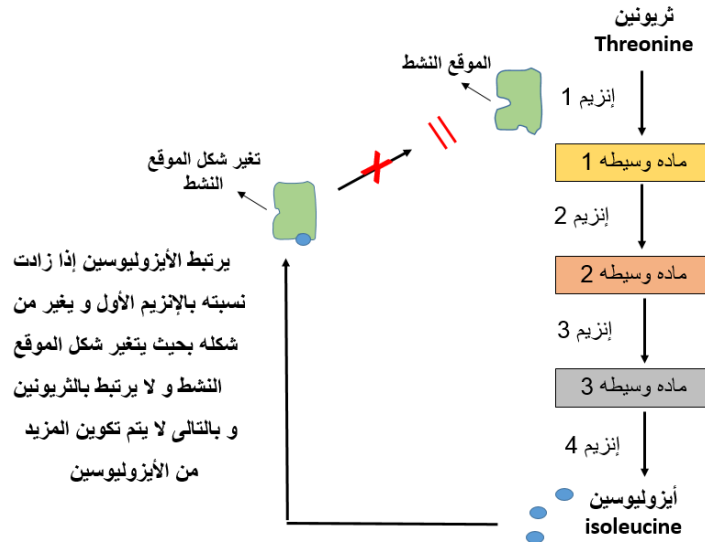 ثريونين
Threonine
الموقع النشط
إنزيم 1
ماده وسيطه 1
تغير شكل الموقع
النشط
إنزيم 2
ماده وسيطه 2
إنزيم 3
ماده وسيطه 3
إنزيم 4
يرتبط الأيزوليوسين إذا زادت
نسبته بالإنزيم الأول و يغير من
شكله بحيث يتغير شكل الموقع
النشط و لا يرتبط بالثريونين
و بالتالى لا يتم تكوين المزيد
من الأيزوليوسين
أيزوليوسين
isoleucine